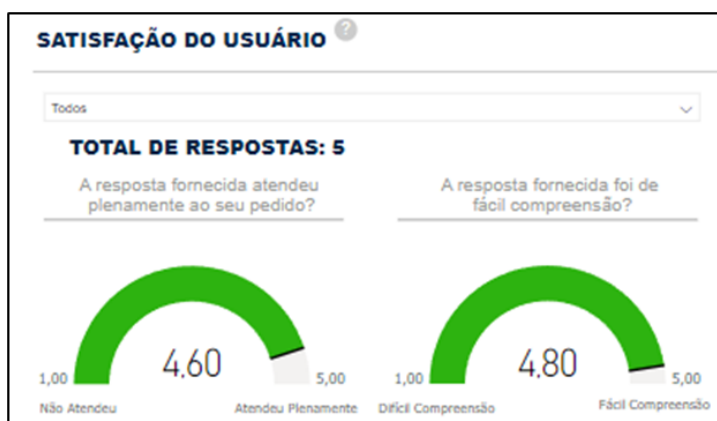 SATISFAÇÃO DO USUÁRIO ?
Todos
TOTAL DE RESPOSTAS: 5
A resposta fornecida atendeu
plenamente ao seu pedido?
A resposta fornecida foi de
fácil compreensão?
4,60
1,00
5,00
Não Atendeu
Atendeu Plenamente
4,80
1,00
5,00
Difícil Compreensão
Fácil Compreensão